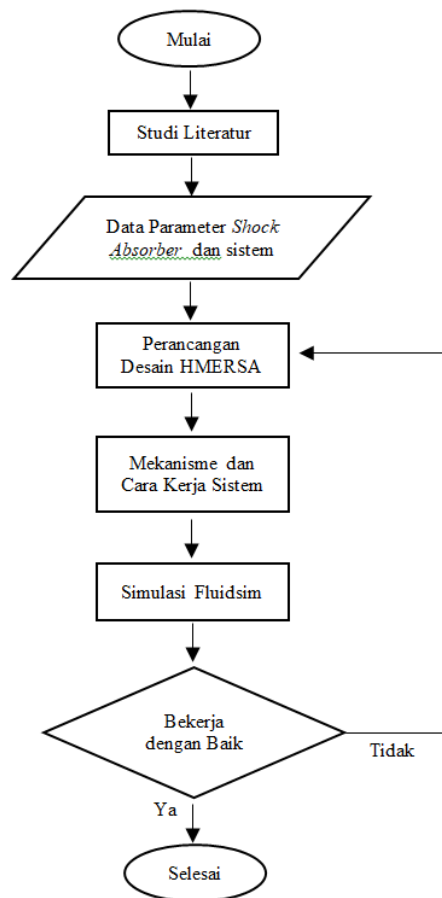 Mulai
Studi Literatur
Data Parameter Shock
Absorber dan sistem
Perancangan
Desain HMERSA
Mekanisme dan
Cara Kerja Sistem
Simulasi Fluidsim
Bekerja
dengan Baik
Tidak
Ya
Selesai